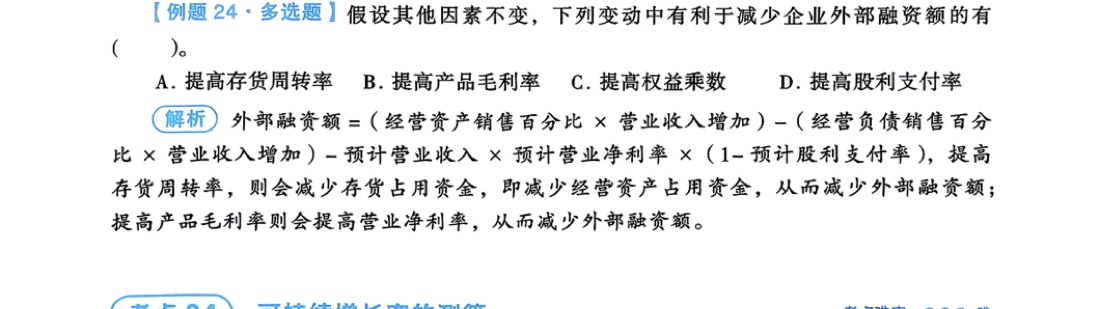 【例题 24·多选题】假设其他因素不变，下列变动中有利于减少企业外部融资额的有
(　　)。
A. 提高存货周转率　B. 提高产品毛利率　C. 提高权益乘数　D. 提高股利支付率
解析 外部融资额 =（经营资产销售百分比 × 营业收入增加）-（经营负债销售百分
比 × 营业收入增加）- 预计营业收入 × 预计营业净利率 ×（1- 预计股利支付率），提高
存货周转率，则会减少存货占用资金，即减少经营资产占用资金，从而减少外部融资额；
提高产品毛利率则会提高营业净利率，从而减少外部融资额。